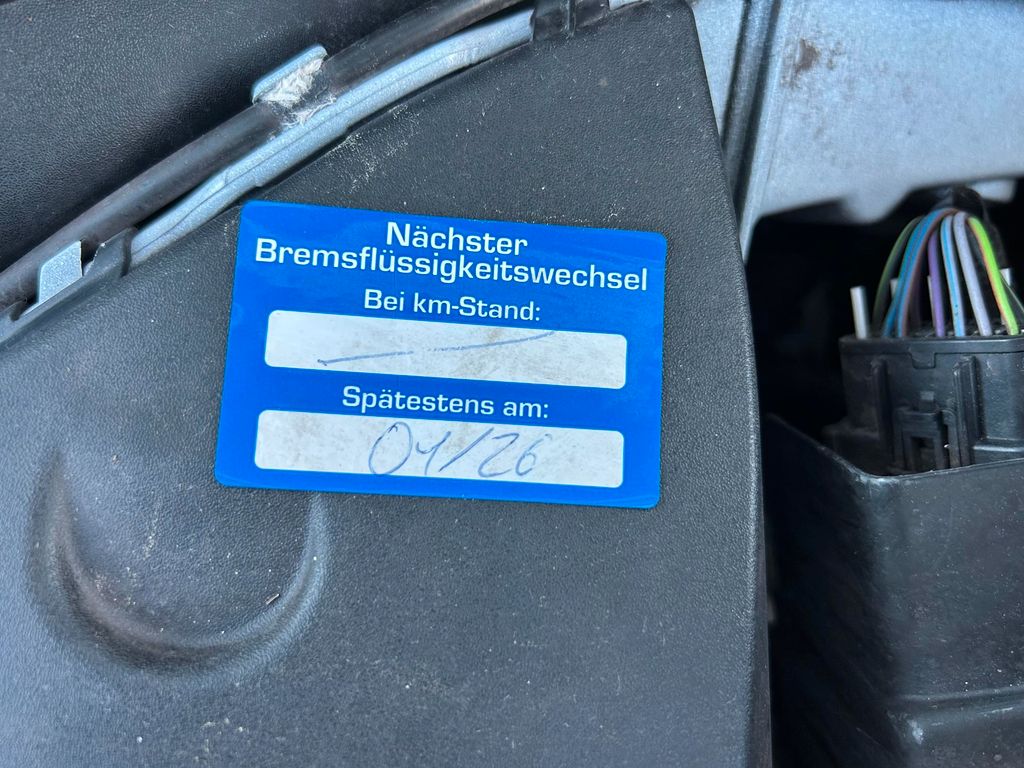 Nächster
Bremsflüssigkeitswechsel
Bei km-Stand:
Spätestens am:
04/26